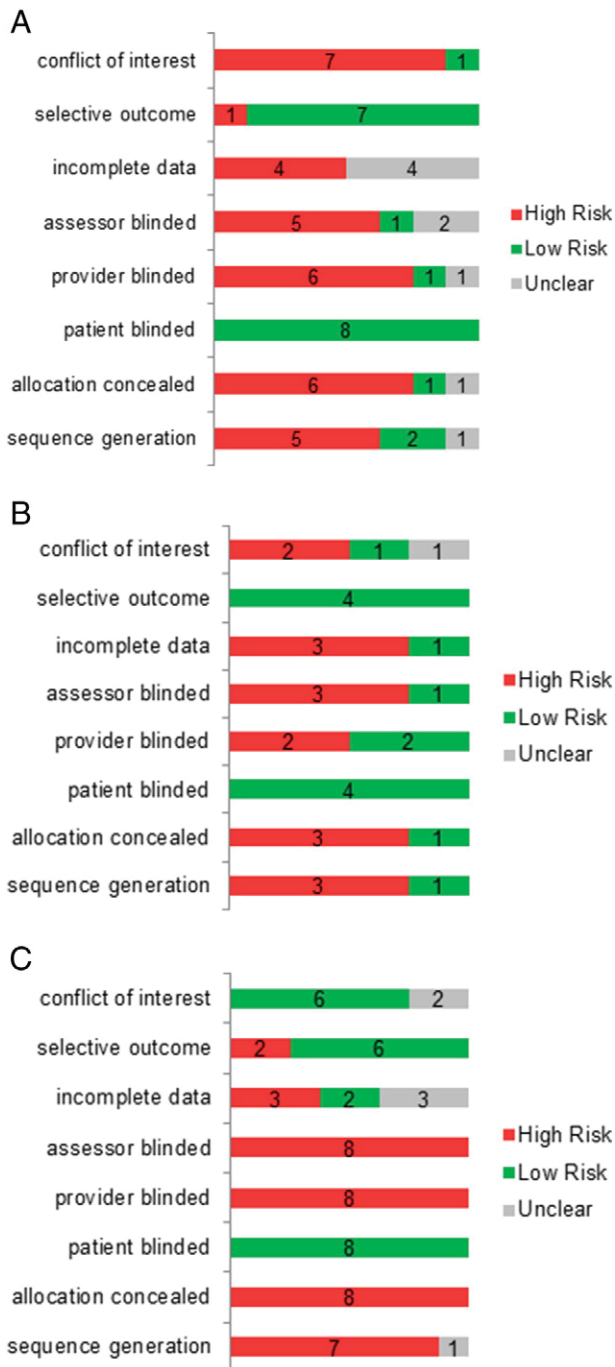 A
conflict of interest 7 1
selective outcome 1 7
incomplete data 4 4
assessor blinded 5 1 2
provider blinded 6 1 1
patient blinded 8
allocation concealed 6 1 1
sequence generation 5 2 1
High Risk
Low Risk
Unclear
B
conflict of interest 2 1 1
selective outcome 4
incomplete data 3 1
assessor blinded 3 1
provider blinded 2 2
patient blinded 4
allocation concealed 3 1
sequence generation 3 1
High Risk
Low Risk
Unclear
C
conflict of interest 6 2
selective outcome 2 6
incomplete data 3 2 3
assessor blinded 8
provider blinded 8
patient blinded 8
allocation concealed 8
sequence generation 7 1
High Risk
Low Risk
Unclear